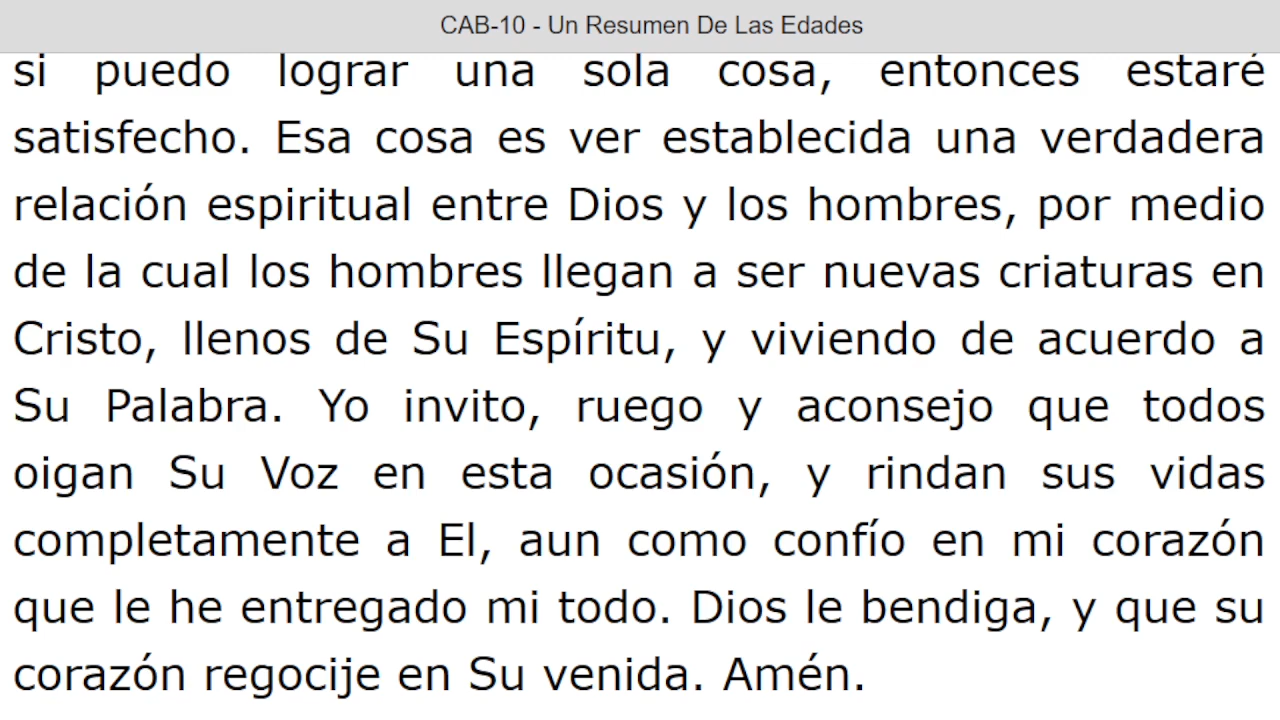 CAB-10 - Un Resumen De Las Edades
si puedo lograr una sola cosa, entonces estaré
satisfecho. Esa cosa es ver establecida una verdadera
relación espiritual entre Dios y los hombres, por medio
de la cual los hombres llegan a ser nuevas criaturas en
Cristo, llenos de Su Espíritu, y viviendo de acuerdo a
Su Palabra. Yo invito, ruego y aconsejo que todos
oigan Su Voz en esta ocasión, y rindan sus vidas
completamente a El, aun como confío en mi corazón
que le he entregado mi todo. Dios le bendiga, y que su
corazón regocije en Su venida. Amén.